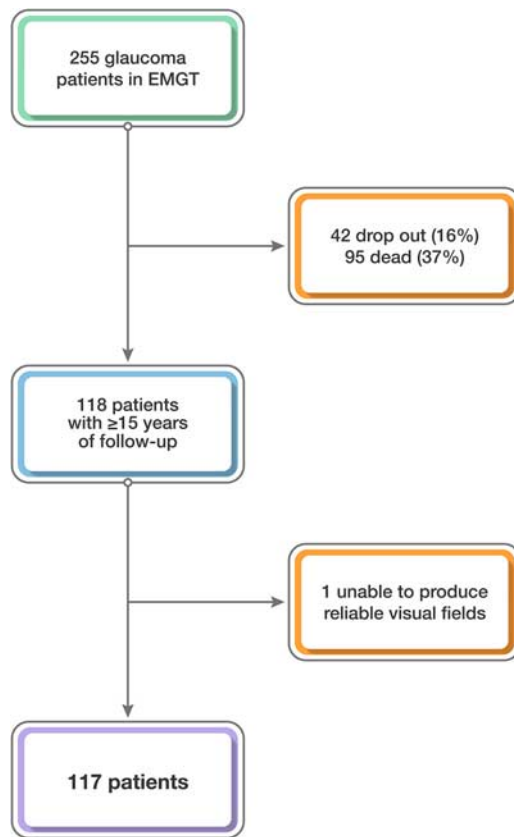 255 glaucoma
patients in EMGT
42 drop out (16%)
95 dead (37%)
118 patients
with ≥15 years
of follow-up
1 unable to produce
reliable visual fields
117 patients